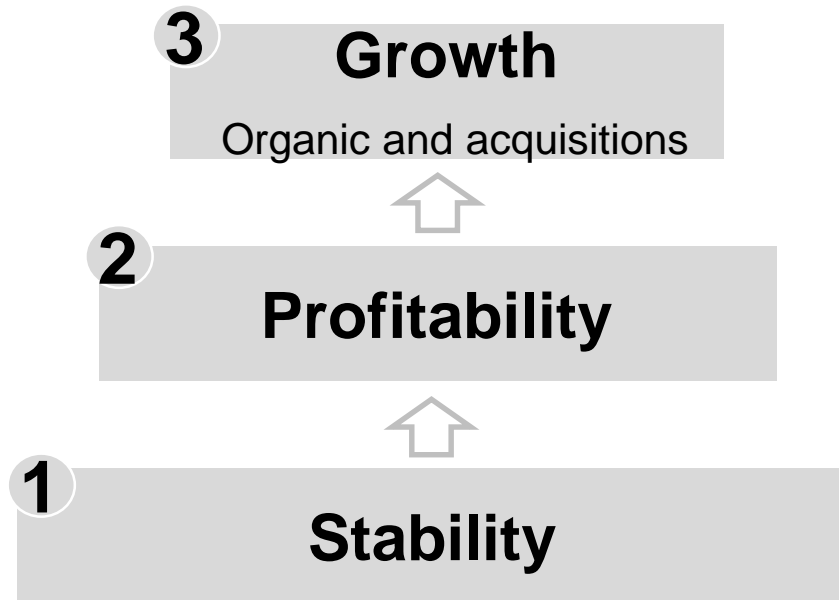 3
Growth
Organic and acquisitions
2
Profitability
1
Stability